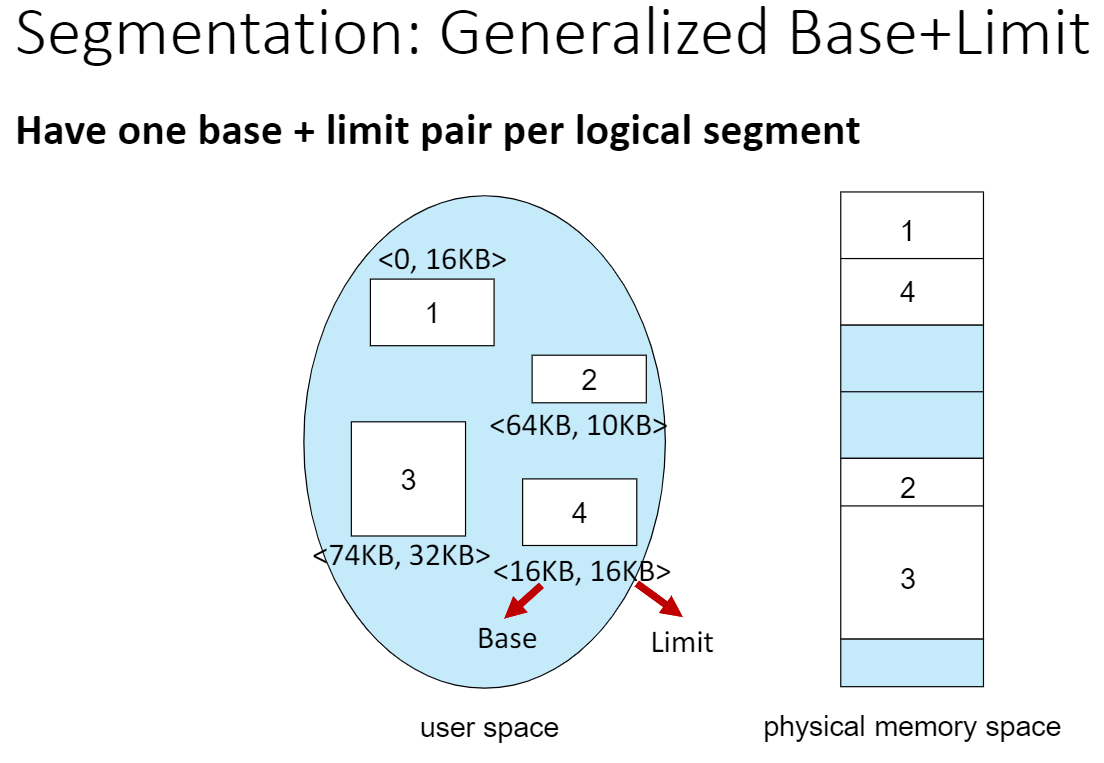 Segmentation: Generalized Base+Limit
Have one base + limit pair per logical segment
<0, 16KB>
1
2
<64KB, 10KB>
3
<74KB, 32KB>
4
<16KB, 16KB>
Base
Limit
user space
1
4
2
3
physical memory space